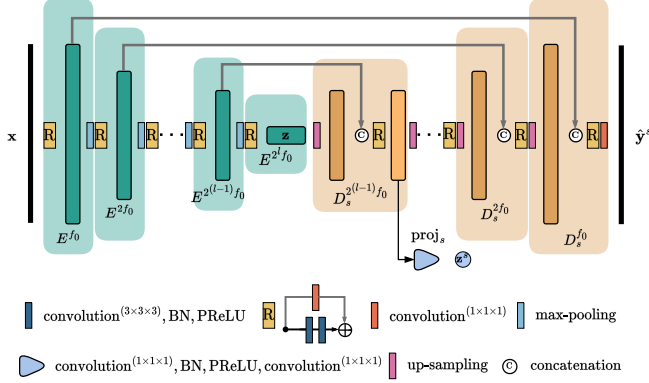 x
R
R
R
R
R
R
R
R
z
c
c
c
ŷˢ
E^{f_0}
E^{2f_0}
E^{2^{(l-1)}f_0}
E^{2^l f_0}
D_s^{2^{(l-1)}f_0}
D_s^{2f_0}
D_s^{f_0}
proj_s
z^s
convolution^{(3×3×3)}, BN, PReLU
R
convolution^{(1×1×1)}
max-pooling
convolution^{(1×1×1)}, BN, PReLU, convolution^{(1×1×1)}
up-sampling
c
concatenation